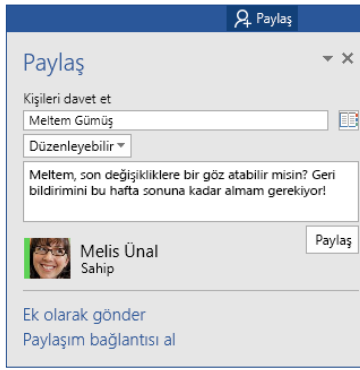 Paylaş
Paylaş
Kişileri davet et
Meltem Gümüş
Düzenleyebilir
Meltem, son değişikliklere bir göz atabilir misin? Geri
bildirimini bu hafta sonuna kadar almam gerekiyor!
Paylaş
Melis Ünal
Sahip
Ek olarak gönder
Paylaşım bağlantısı al